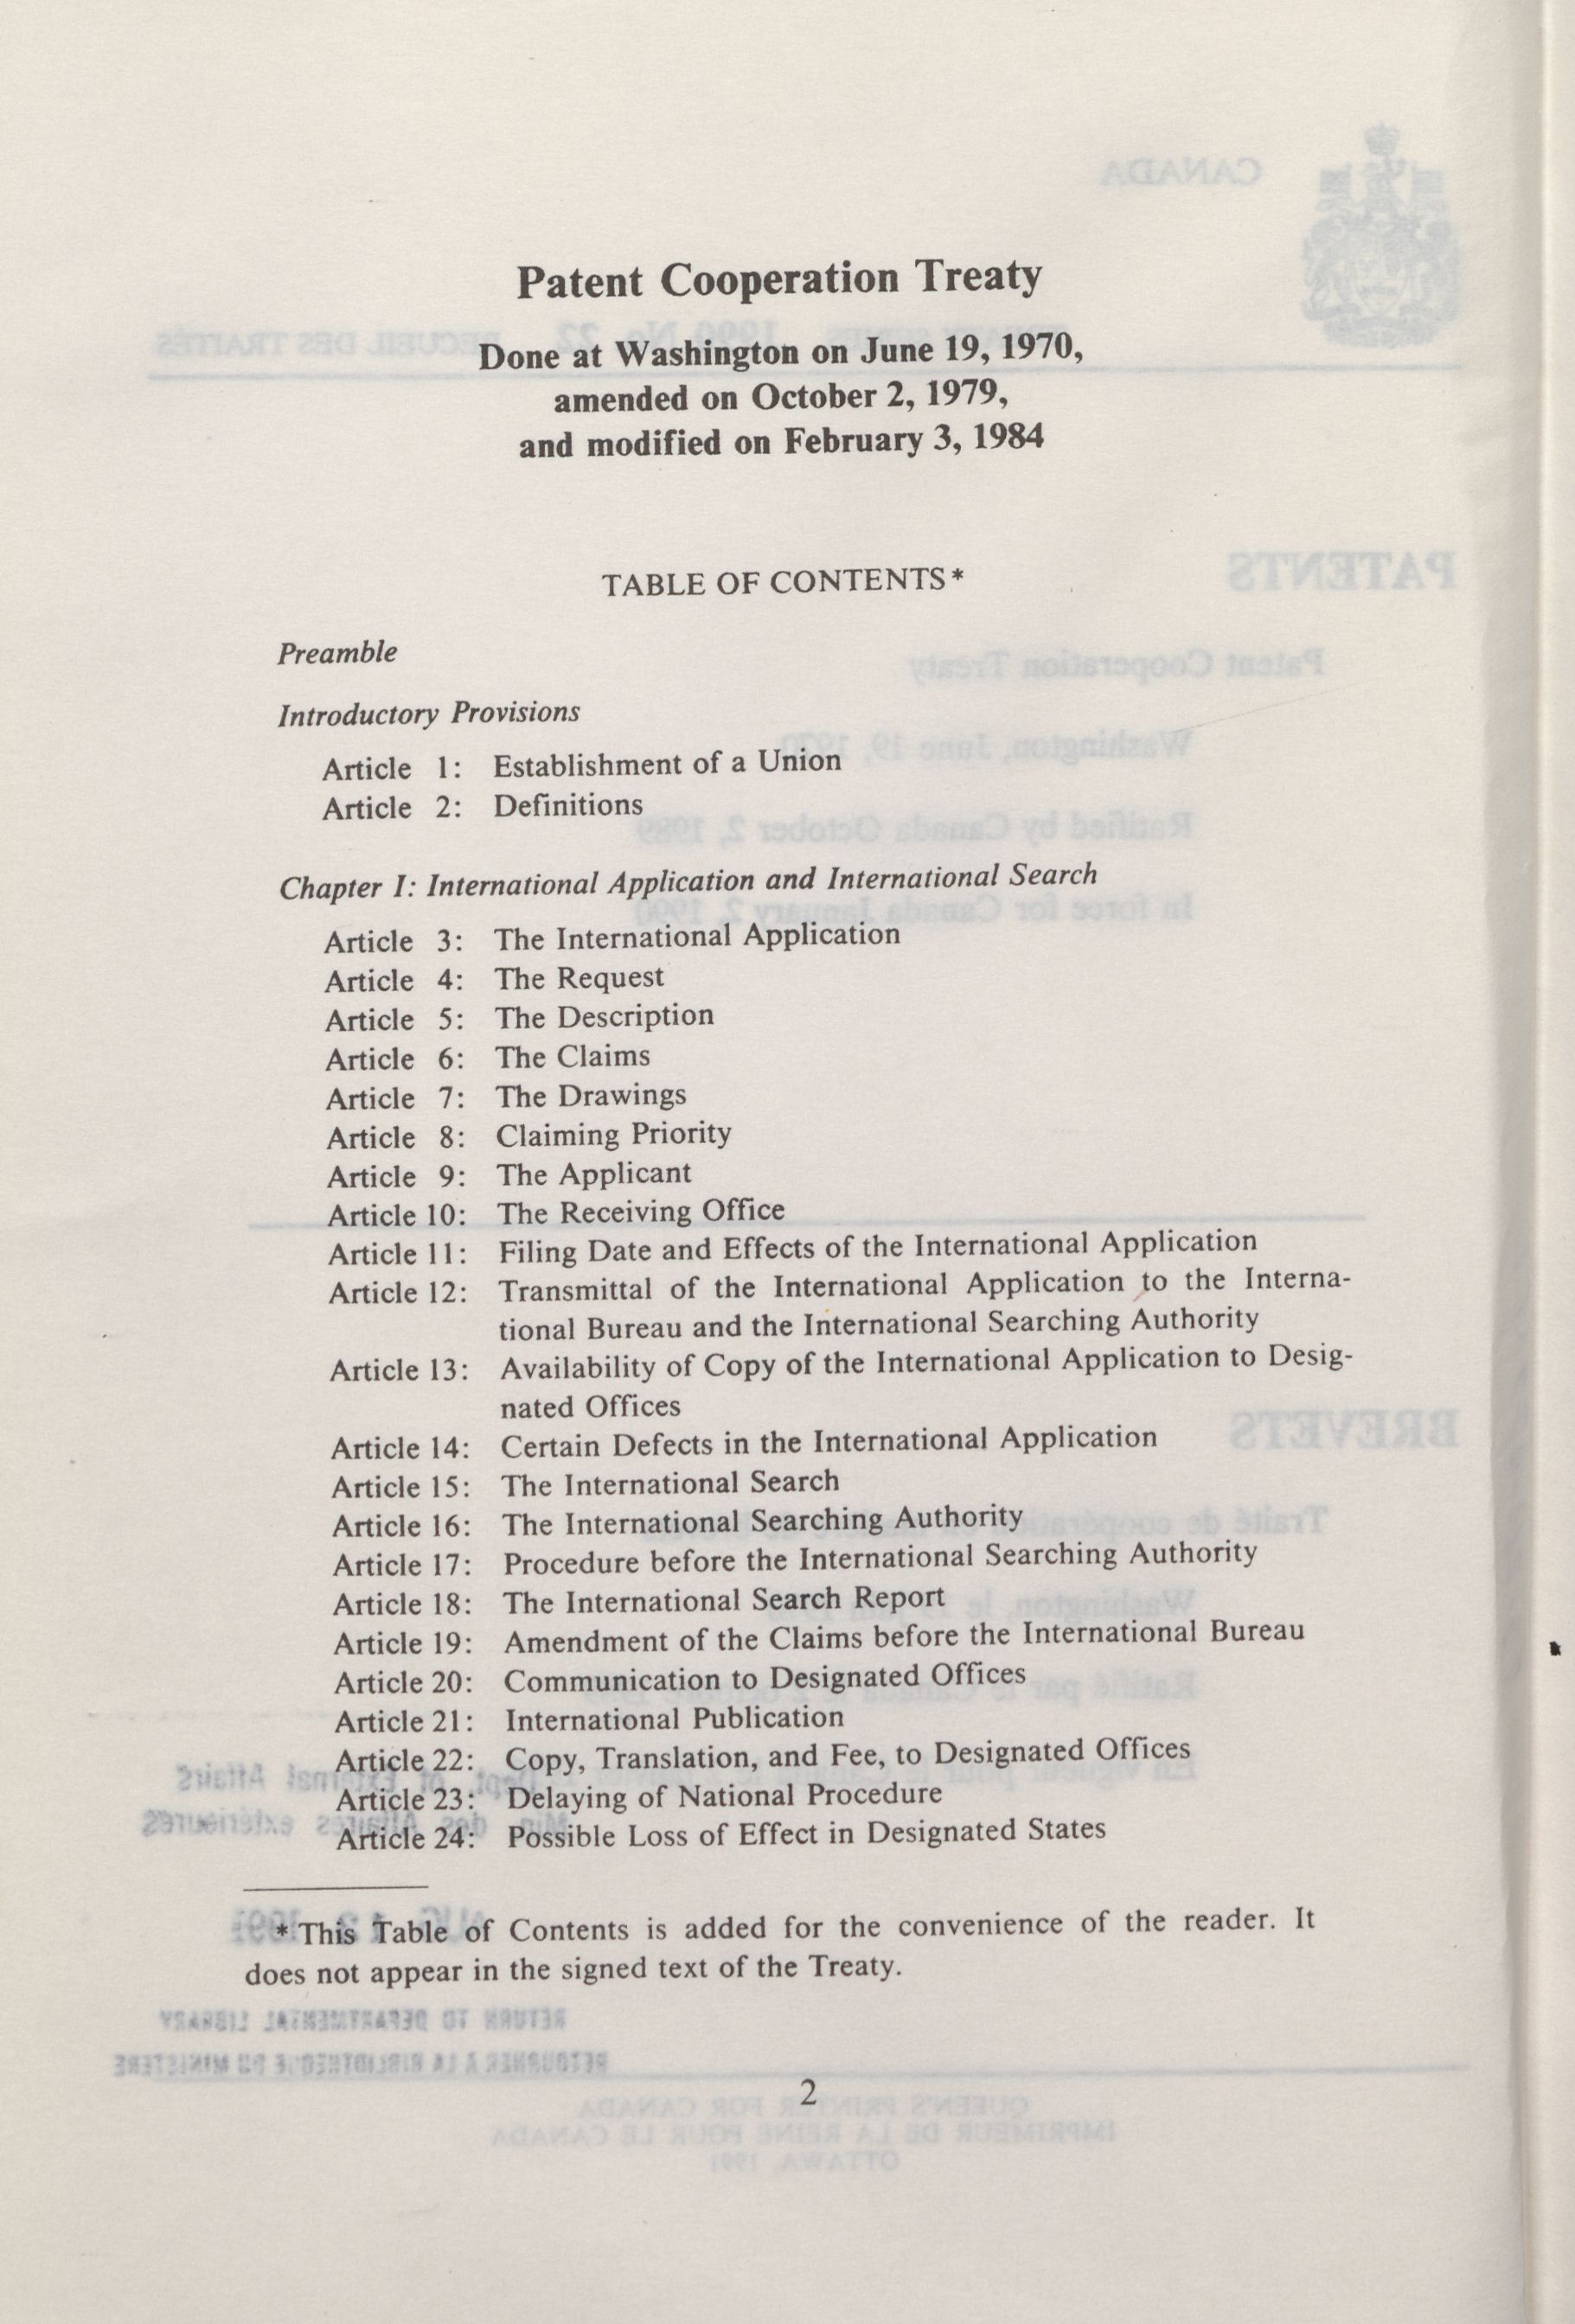 Patent Cooperation Treaty
Done at Washington on June 19, 1970,
amended on October 2, 1979,
and modified on February 3, 1984
TABLE OF CONTENTS*
Preamble
Introductory Provisions
Article 1: Establishment of a Union
Article 2: Definitions
Chapter I: International Application and International Search
Article 3: The International Application
Article 4: The Request
Article 5: The Description
Article 6: The Claims
Article 7: The Drawings
Article 8: Claiming Priority
Article 9: The Applicant
Article 10: The Receiving Office
Article 11: Filing Date and Effects of the International Application
Article 12: Transmittal of the International Application to the Interna-
tional Bureau and the International Searching Authority
Article 13: Availability of Copy of the International Application to Desig-
nated Offices
Article 14: Certain Defects in the International Application
Article 15: The International Search
Article 16: The International Searching Authority
Article 17: Procedure before the International Searching Authority
Article 18: The International Search Report
Article 19: Amendment of the Claims before the International Bureau
Article 20: Communication to Designated Offices
Article 21: International Publication
Article 22: Copy, Translation, and Fee, to Designated Offices
Article 23: Delaying of National Procedure
Article 24: Possible Loss of Effect in Designated States
* This Table of Contents is added for the convenience of the reader. It
does not appear in the signed text of the Treaty.
2